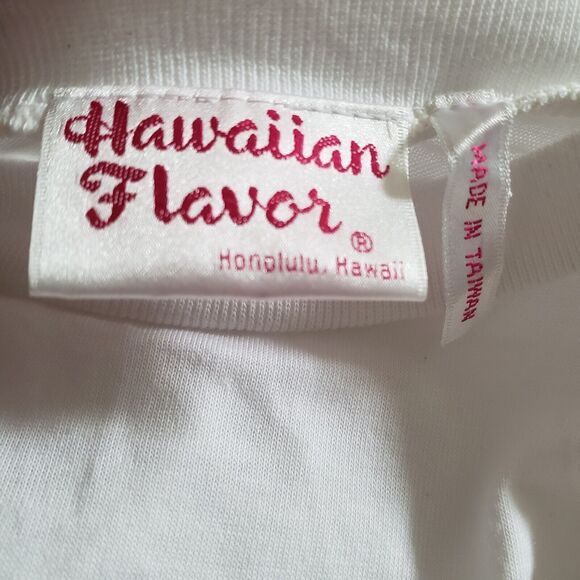 Hawaiian
Flavor ®
Honolulu, Hawaii
MADE IN TAIWAN